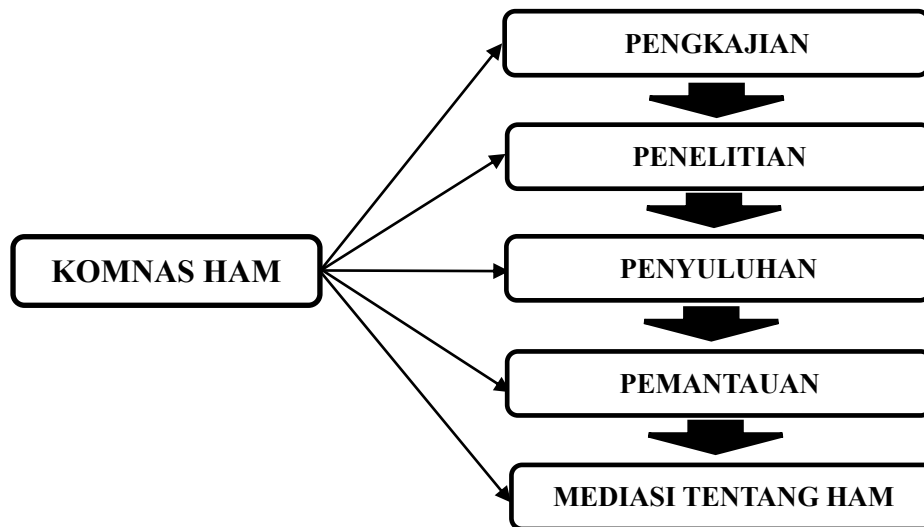 PENGKAJIAN
PENELITIAN
KOMNAS HAM
PENYULUHAN
PEMANTAUAN
MEDIASI TENTANG HAM